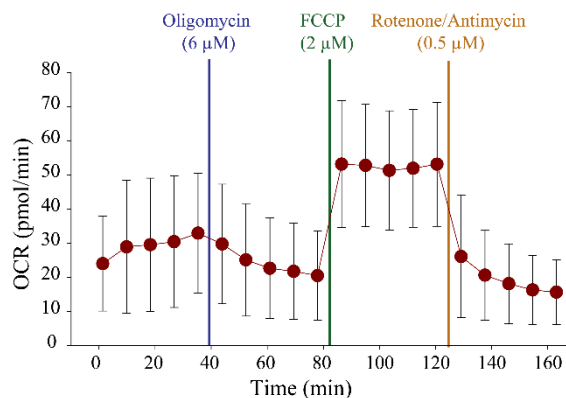 Oligomycin
(6 µM)
FCCP
(2 µM)
Rotenone/Antimycin
(0.5 µM)
80
70
60
50
40
30
20
10
0
OCR (pmol/min)
0 20 40 60 80 100 120 140 160
Time (min)